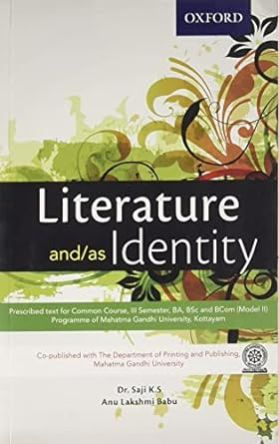 OXFORD
Literature
and/as Identity
Prescribed text for Common Course, III Semester, BA, BSc and BCom (Model II)
Programme of Mahatma Gandhi University, Kottayam
Co-published with The Department of Printing and Publishing,
Mahatma Gandhi University
Dr. Saji K.S
Anu Lakshmi Babu